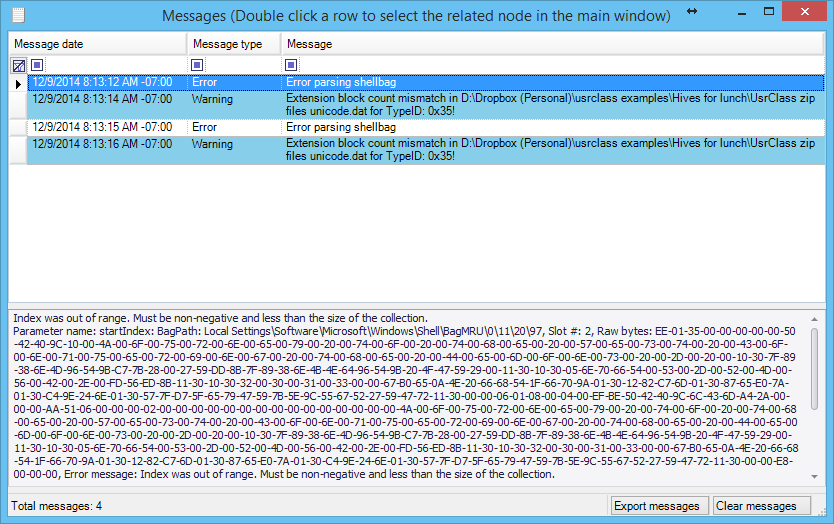 Messages (Double click a row to select the related node in the main window)
Message date Message type Message
12/9/2014 8:13:12 AM -07:00 Error Error parsing shellbag
12/9/2014 8:13:14 AM -07:00 Warning Extension block count mismatch in D:\Dropbox (Personal)\usrclass examples\Hives for lunch\UsrClass zip
files unicode.dat for TypeID: 0x35!
12/9/2014 8:13:15 AM -07:00 Error Error parsing shellbag
12/9/2014 8:13:16 AM -07:00 Warning Extension block count mismatch in D:\Dropbox (Personal)\usrclass examples\Hives for lunch\UsrClass zip
files unicode.dat for TypeID: 0x35!
Index was out of range. Must be non-negative and less than the size of the collection.
Parameter name: startIndex: BagPath: Local Settings\Software\Microsoft\Windows\Shell\BagMRU\0\11\20\97, Slot #: 2, Raw bytes: EE-01-35-00-00-00-00-00-50
-42-40-9C-10-00-4A-00-6F-00-75-00-72-00-6E-00-65-00-79-00-20-00-74-00-6F-00-20-00-74-00-68-00-65-00-20-00-57-00-65-00-73-00-74-00-20-00-43-00-6F-
00-6E-00-71-00-75-00-65-00-72-00-69-00-6E-00-67-00-20-00-74-00-68-00-65-00-20-00-44-00-65-00-6D-00-6F-00-6E-00-73-00-20-00-2D-00-20-00-10-30-7F-89
-38-6E-4D-96-54-9B-C7-7B-28-00-27-59-DD-8B-7F-89-38-6E-4B-4E-64-96-54-9B-20-4F-47-59-29-00-11-30-10-30-05-6E-70-66-54-00-53-00-2D-00-52-00-4D-00-
56-00-42-00-2E-00-FD-56-ED-8B-11-30-10-30-32-00-30-00-31-00-33-00-00-67-B0-65-0A-4E-20-66-68-54-1F-66-70-9A-01-30-12-82-C7-6D-01-30-87-65-E0-7A-
01-30-C4-9E-24-6E-01-30-57-7F-D7-5F-65-79-47-59-7B-5E-9C-55-67-52-27-59-47-72-11-30-00-00-06-01-08-00-04-00-EF-BE-50-42-40-9C-6C-43-6D-A4-2A-00-
00-00-AA-51-06-00-00-00-02-00-00-00-00-00-00-00-00-00-00-00-00-00-00-00-00-00-4A-00-6F-00-75-00-72-00-6E-00-65-00-79-00-20-00-74-00-6F-00-20-00-74-00-68
-00-65-00-20-00-57-00-65-00-73-00-74-00-20-00-43-00-6F-00-6E-00-71-00-75-00-65-00-72-00-69-00-6E-00-67-00-20-00-74-00-68-00-65-00-20-00-44-00-65-00-
6D-00-6F-00-6E-00-73-00-20-00-2D-00-20-00-10-30-7F-89-38-6E-4D-96-54-9B-C7-7B-28-00-27-59-DD-8B-7F-89-38-6E-4B-4E-64-96-54-9B-20-4F-47-59-29-00-
11-30-10-30-05-6E-70-66-54-00-53-00-2D-00-52-00-4D-00-56-00-42-00-2E-00-FD-56-ED-8B-11-30-10-30-32-00-30-00-31-00-33-00-00-67-B0-65-0A-4E-20-66-68
-54-1F-66-70-9A-01-30-12-82-C7-6D-01-30-87-65-E0-7A-01-30-C4-9E-24-6E-01-30-57-7F-D7-5F-65-79-47-59-7B-5E-9C-55-67-52-27-59-47-72-11-30-00-00-E8-
00-00-00, Error message: Index was out of range. Must be non-negative and less than the size of the collection.
Total messages: 4 Export messages Clear messages